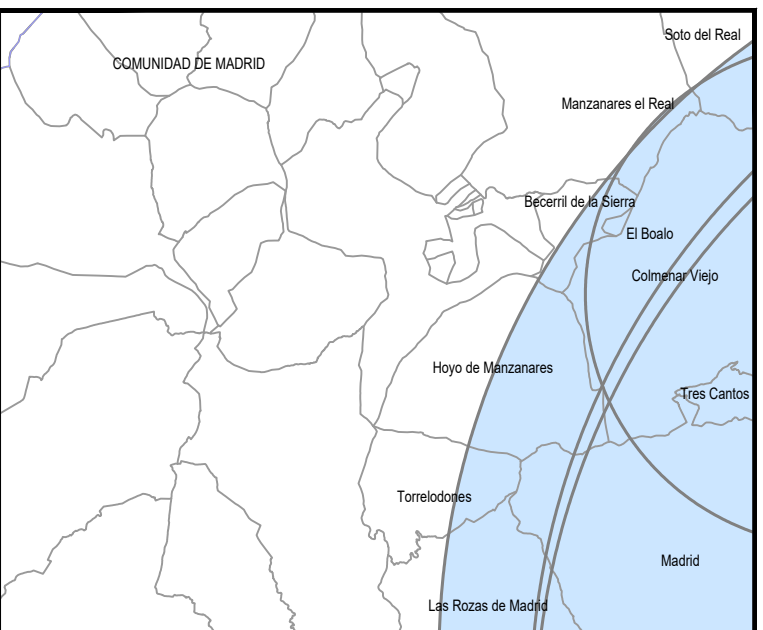 Soto del Real
COMUNIDAD DE MADRID
Manzanares el Real
Becerril de la Sierra
El Boalo
Colmenar Viejo
Hoyo de Manzanares
Tres Cantos
Torrelodones
Madrid
Las Rozas de Madrid